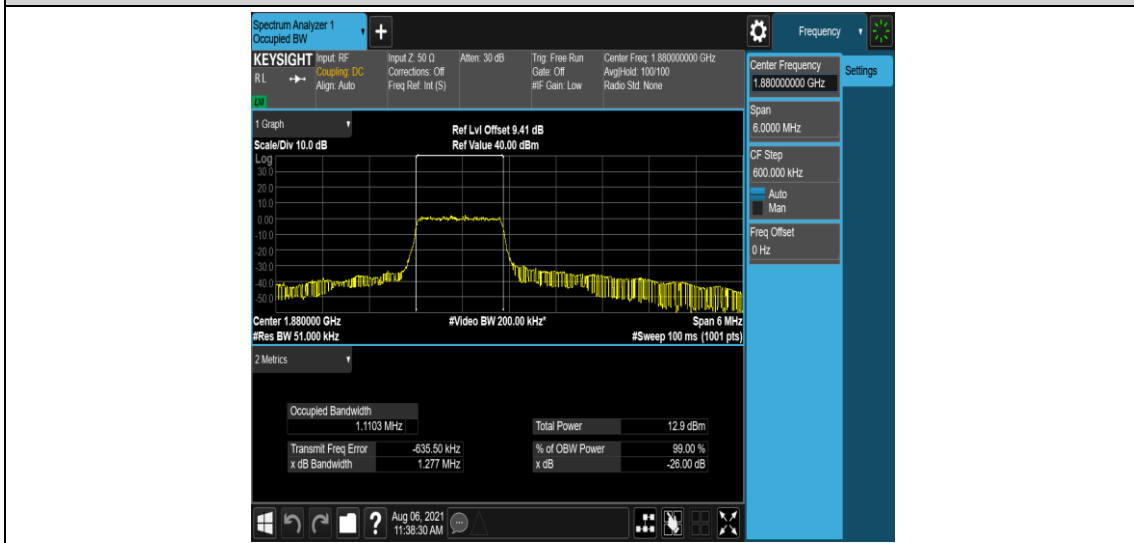 Spectrum Analyzer 1
Occupied BW
+
Frequency
KEYSIGHT
RL
Input: RF
Coupling: DC
Align: Auto
Input Z: 50 Ω
Corrections: Off
Freq Ref: Int (S)
Atten: 30 dB
Trig: Free Run
Gate: Off
#IF Gain: Low
Center Freq: 1.880000000 GHz
Avg|Hold: 100/100
Radio Std: None
Center Frequency
1.880000000 GHz
Settings
Span
6.0000 MHz
CF Step
600.000 kHz
Auto
Man
Freq Offset
0 Hz
1 Graph
Scale/Div 10.0 dB
Ref Lvl Offset 9.41 dB
Ref Value 40.00 dBm
Log
30.0
20.0
10.0
0.00
-10.0
-20.0
-30.0
-40.0
-50.0
Center 1.880000 GHz
#Video BW 200.00 kHz*
Span 6 MHz
#Res BW 51.000 kHz
#Sweep 100 ms (1001 pts)
2 Metrics
Occupied Bandwidth
1.1103 MHz
Total Power 12.9 dBm
Transmit Freq Error -635.50 kHz
% of OBW Power 99.00 %
x dB Bandwidth 1.277 MHz
x dB -26.00 dB
?
Aug 06, 2021
11:38:30 AM